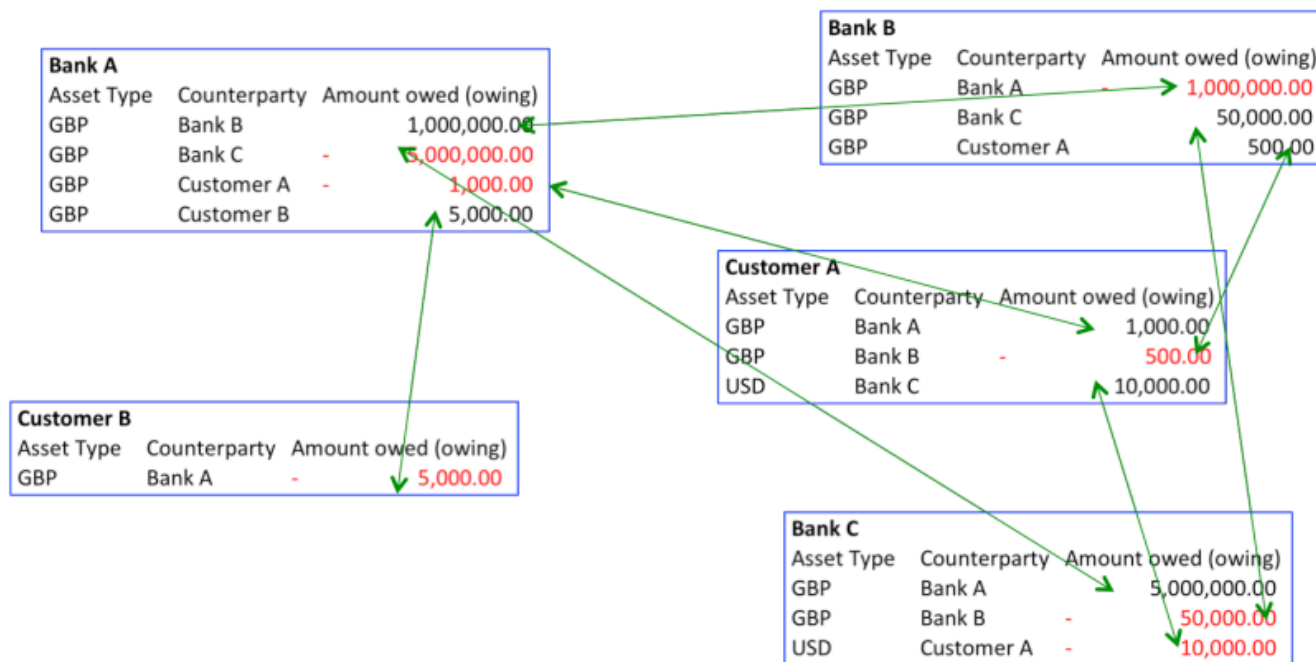 Bank A
Asset Type Counterparty Amount owed (owing)
GBP Bank B 1,000,000.00
GBP Bank C - 5,000,000.00
GBP Customer A - 1,000.00
GBP Customer B 5,000.00
Bank B
Asset Type Counterparty Amount owed (owing)
GBP Bank A - 1,000,000.00
GBP Bank C 50,000.00
GBP Customer A 500.00
Customer A
Asset Type Counterparty Amount owed (owing)
GBP Bank A 1,000.00
GBP Bank B - 500.00
USD Bank C 10,000.00
Customer B
Asset Type Counterparty Amount owed (owing)
GBP Bank A - 5,000.00
Bank C
Asset Type Counterparty Amount owed (owing)
GBP Bank A 5,000,000.00
GBP Bank B - 50,000.00
USD Customer A - 10,000.00